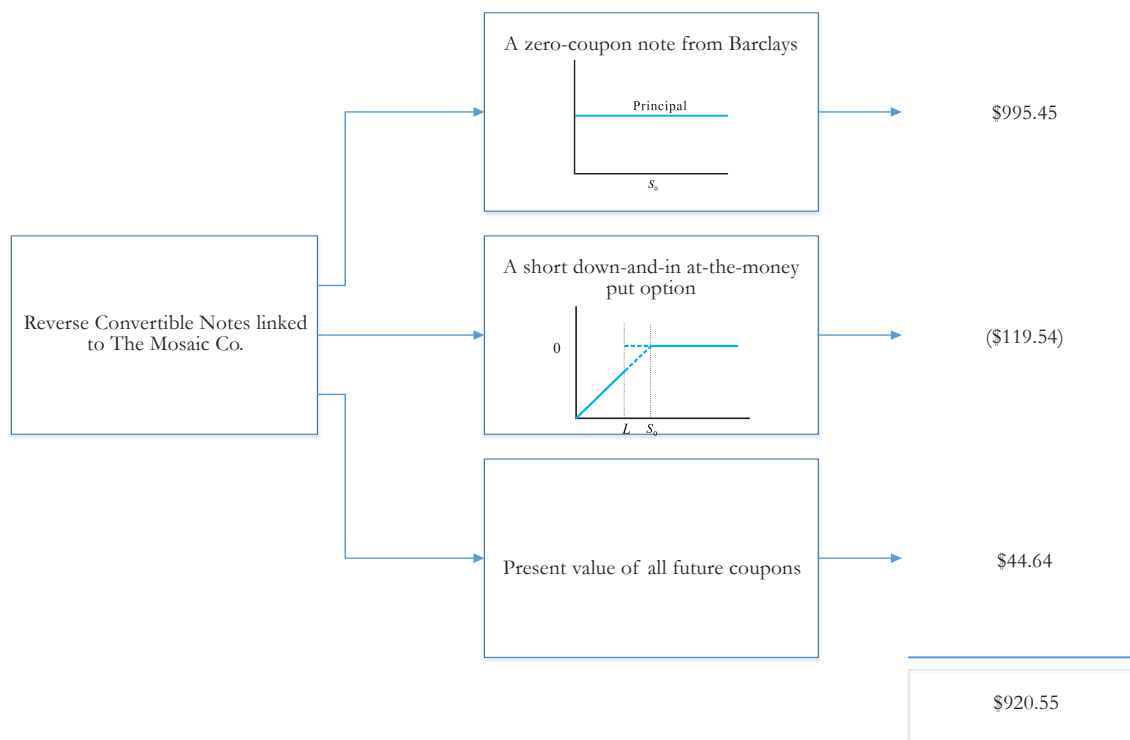 A zero-coupon note from Barclays
Principal
S₀
$995.45
Reverse Convertible Notes linked
to The Mosaic Co.
A short down-and-in at-the-money
put option
0
L S₀
($119.54)
Present value of all future coupons
$44.64
$920.55